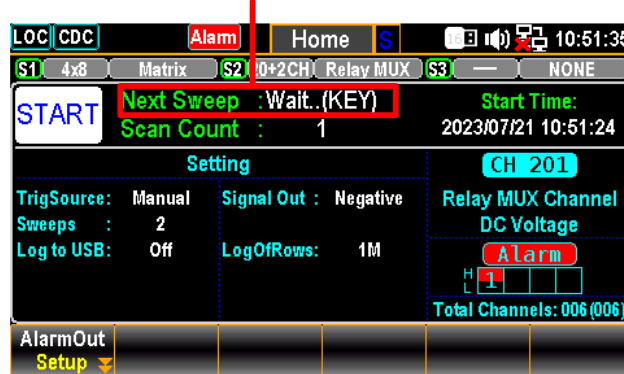 LOC CDC Alarm Home S 16 10:51:35
S1 4x8 Matrix S2 20+2CH Relay MUX S3 — NONE
START
Next Sweep : Wait..(KEY)
Scan Count : 1
Start Time:
2023/07/21 10:51:24
Setting
TrigSource: Manual Signal Out : Negative
Sweeps : 2
Log to USB: Off LogOfRows: 1M
CH 201
Relay MUX Channel
DC Voltage
Alarm
H 1
L
Total Channels: 006 (006)
AlarmOut
Setup